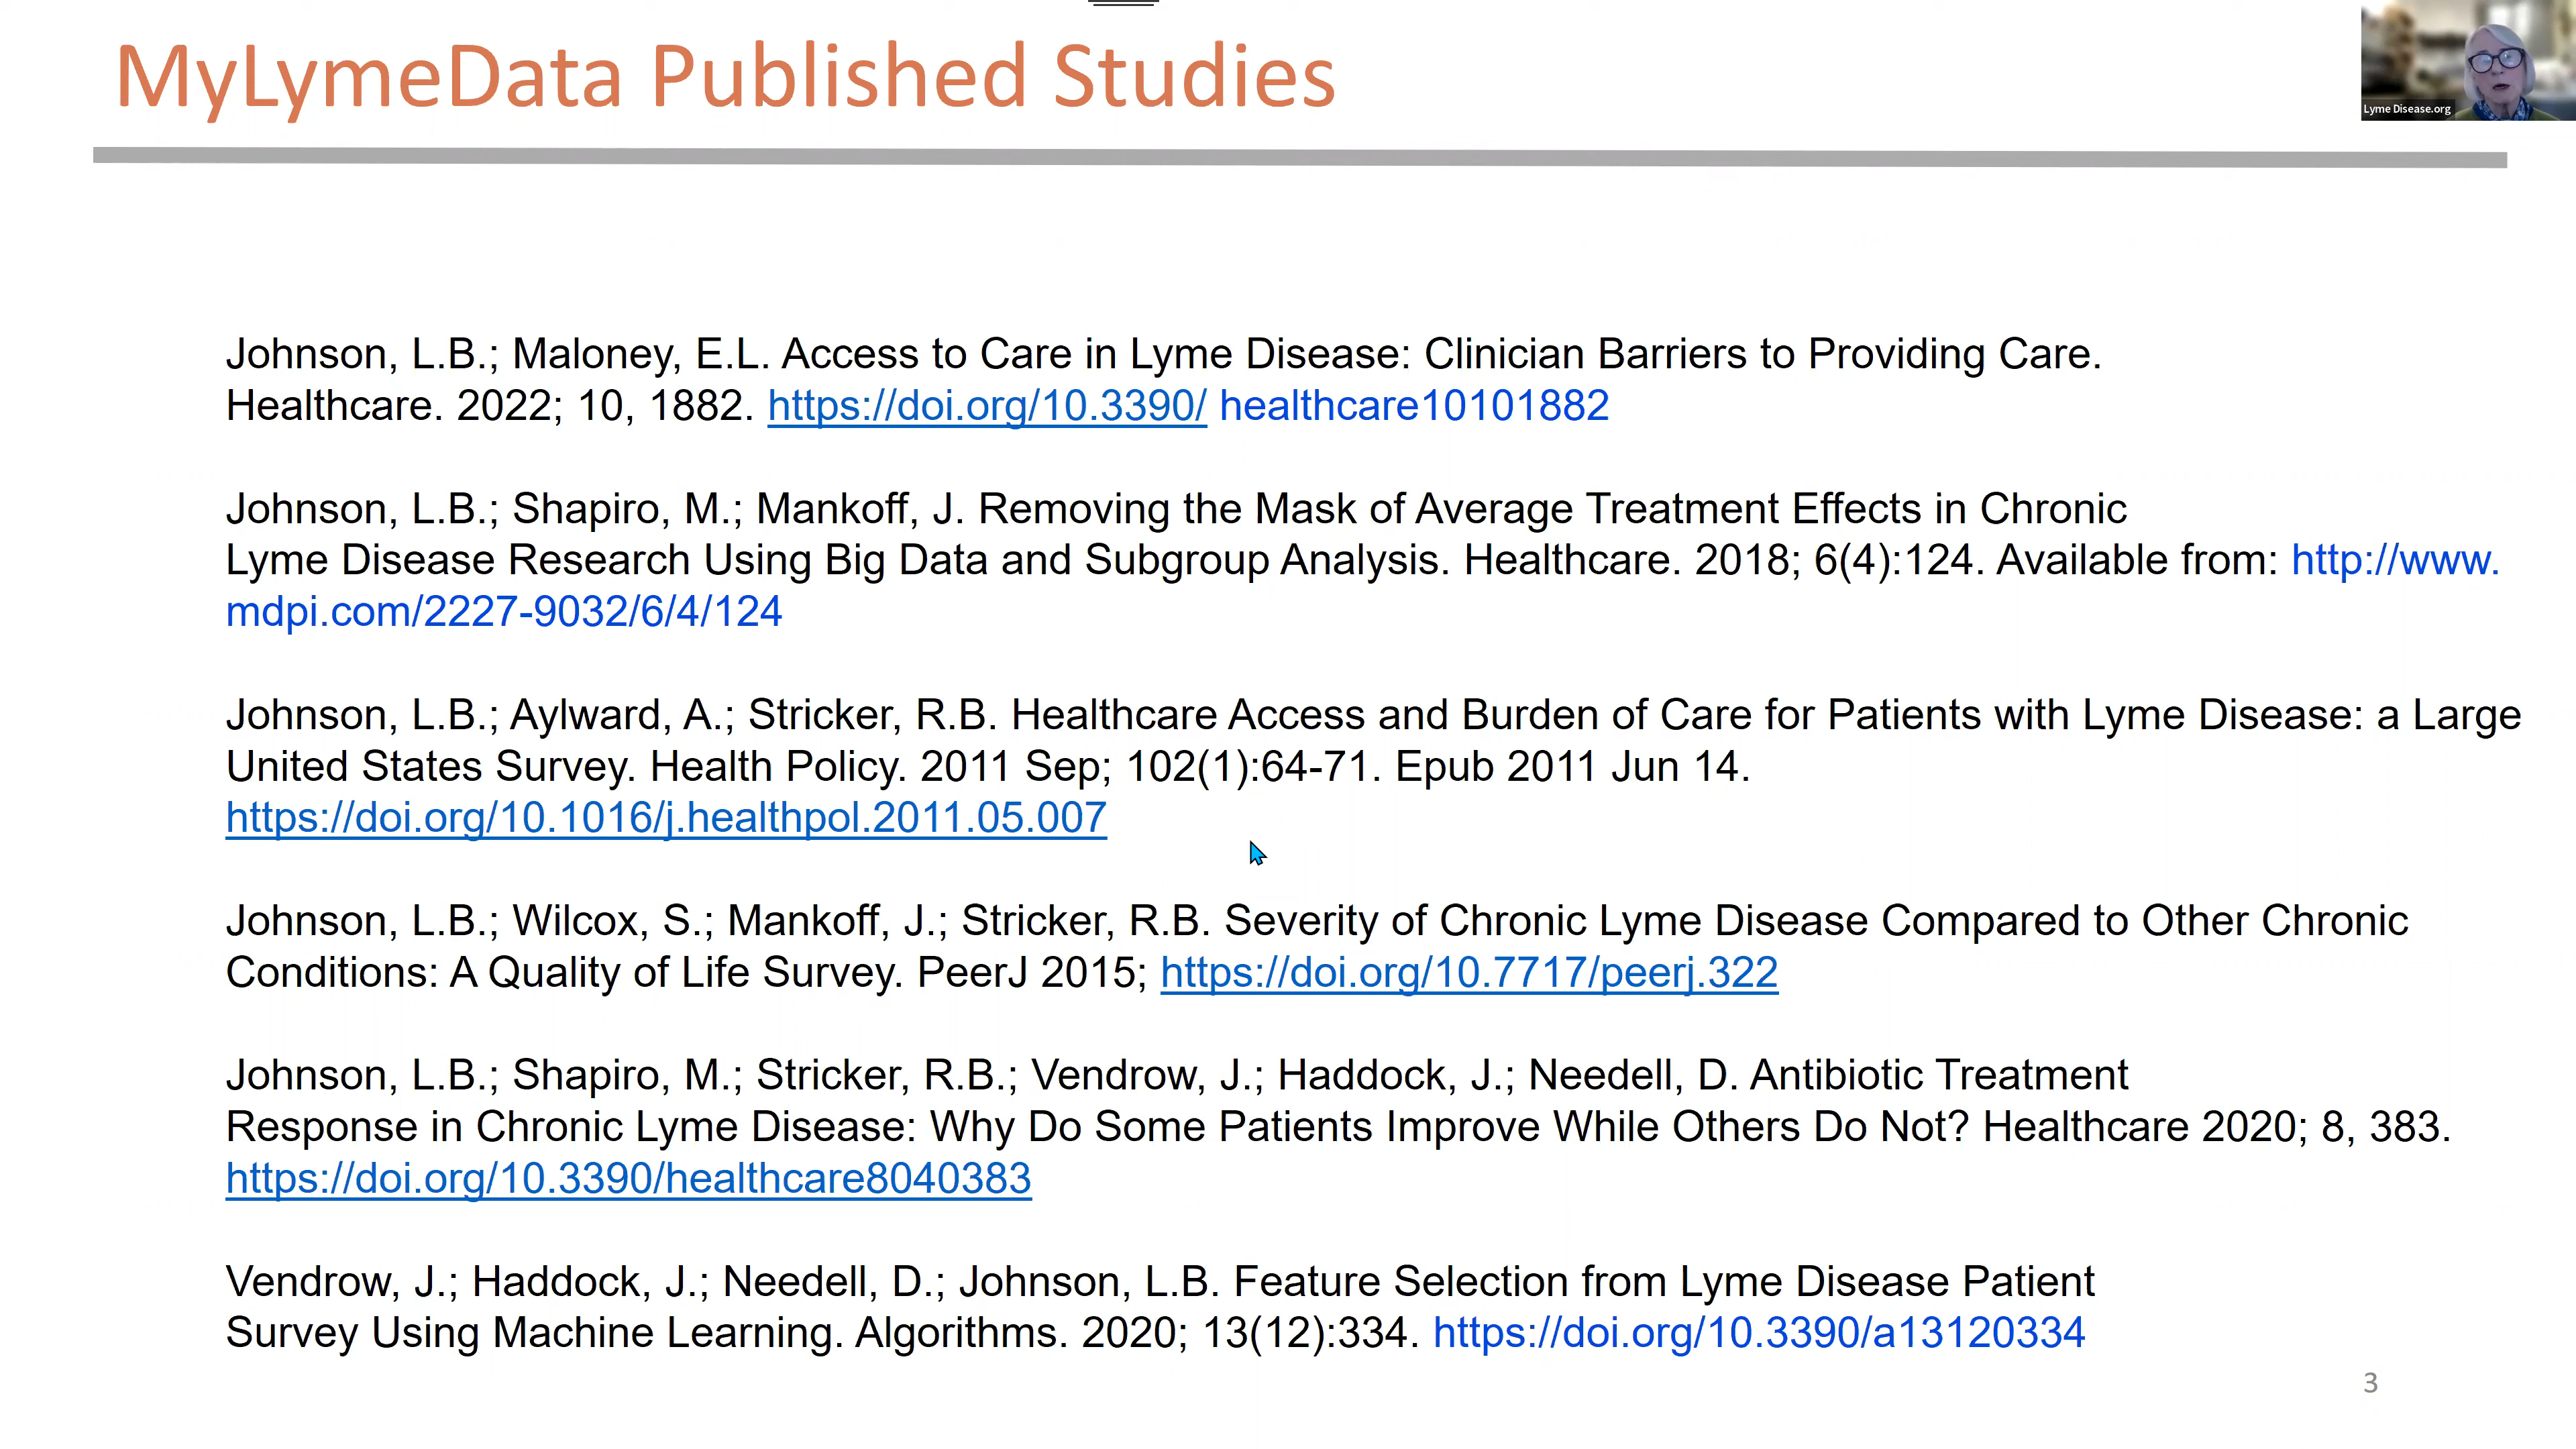 MyLymeData Published Studies
Lyme Disease.org
Johnson, L.B.; Maloney, E.L. Access to Care in Lyme Disease: Clinician Barriers to Providing Care.
Healthcare. 2022; 10, 1882. https://doi.org/10.3390/ healthcare10101882
Johnson, L.B.; Shapiro, M.; Mankoff, J. Removing the Mask of Average Treatment Effects in Chronic
Lyme Disease Research Using Big Data and Subgroup Analysis. Healthcare. 2018; 6(4):124. Available from: http://www.
mdpi.com/2227-9032/6/4/124
Johnson, L.B.; Aylward, A.; Stricker, R.B. Healthcare Access and Burden of Care for Patients with Lyme Disease: a Large
United States Survey. Health Policy. 2011 Sep; 102(1):64-71. Epub 2011 Jun 14.
https://doi.org/10.1016/j.healthpol.2011.05.007
Johnson, L.B.; Wilcox, S.; Mankoff, J.; Stricker, R.B. Severity of Chronic Lyme Disease Compared to Other Chronic
Conditions: A Quality of Life Survey. PeerJ 2015; https://doi.org/10.7717/peerj.322
Johnson, L.B.; Shapiro, M.; Stricker, R.B.; Vendrow, J.; Haddock, J.; Needell, D. Antibiotic Treatment
Response in Chronic Lyme Disease: Why Do Some Patients Improve While Others Do Not? Healthcare 2020; 8, 383.
https://doi.org/10.3390/healthcare8040383
Vendrow, J.; Haddock, J.; Needell, D.; Johnson, L.B. Feature Selection from Lyme Disease Patient
Survey Using Machine Learning. Algorithms. 2020; 13(12):334. https://doi.org/10.3390/a13120334
3